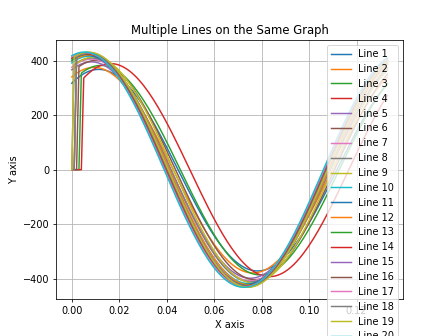 Multiple Lines on the Same Graph
Y axis
400
200
0
−200
−400
0.00 0.02 0.04 0.06 0.08 0.10
X axis
Line 1
Line 2
Line 3
Line 4
Line 5
Line 6
Line 7
Line 8
Line 9
Line 10
Line 11
Line 12
Line 13
Line 14
Line 15
Line 16
Line 17
Line 18
Line 19
Line 20